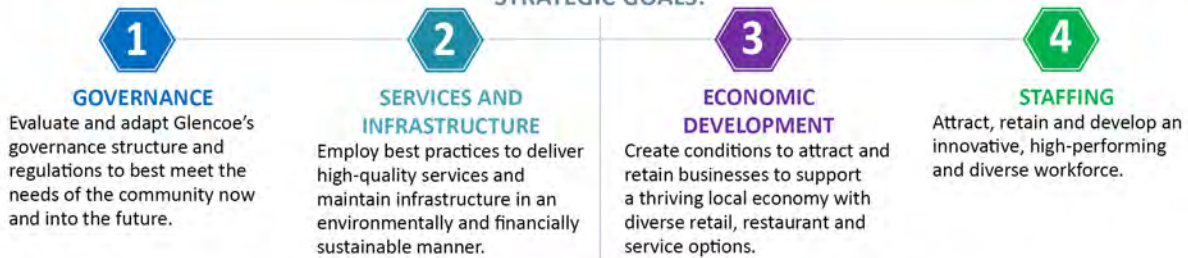 STRATEGIC GOALS:
1
GOVERNANCE
Evaluate and adapt Glencoe's
governance structure and
regulations to best meet the
needs of the community now
and into the future.
2
SERVICES AND
INFRASTRUCTURE
Employ best practices to deliver
high-quality services and
maintain infrastructure in an
environmentally and financially
sustainable manner.
3
ECONOMIC
DEVELOPMENT
Create conditions to attract and
retain businesses to support
a thriving local economy with
diverse retail, restaurant and
service options.
4
STAFFING
Attract, retain and develop an
innovative, high-performing
and diverse workforce.